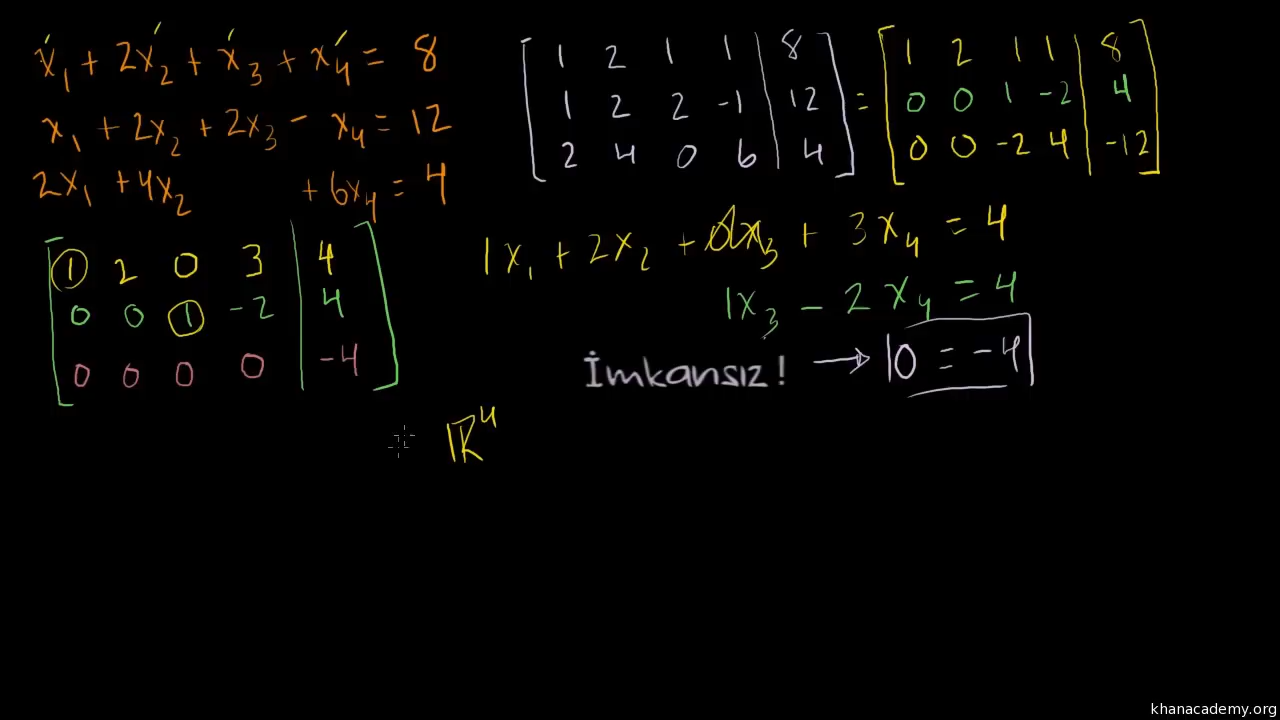 x₁ + 2x₂ + x₃ + x₄ = 8
x₁ + 2x₂ + 2x₃ - x₄ = 12
2x₁ + 4x₂ + 6x₄ = 4
1 2 1 1 | 8 = 1 2 1 1 | 8
1 2 2 -1 | 12 0 0 1 -2 | 4
2 4 0 6 | 4 0 0 -2 4 | -12
1 2 0 3 | 4
0 0 1 -2 | 4
0 0 0 0 | -4
1x₁ + 2x₂ + 0x₃ + 3x₄ = 4
1x₃ - 2x₄ = 4
İmkansız! → 0 = -4
ℝ⁴
khanacademy.org